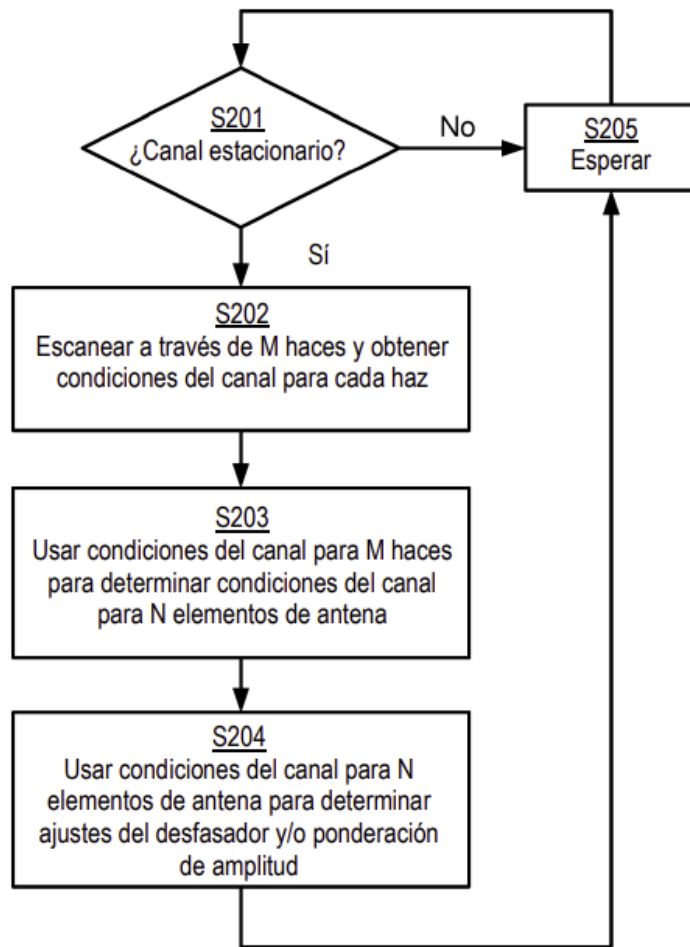 S201
¿Canal estacionario?
No
S205
Esperar
Sí
S202
Escanear a través de M haces y obtener
condiciones del canal para cada haz
S203
Usar condiciones del canal para M haces
para determinar condiciones del canal
para N elementos de antena
S204
Usar condiciones del canal para N
elementos de antena para determinar
ajustes del desfasador y/o ponderación
de amplitud